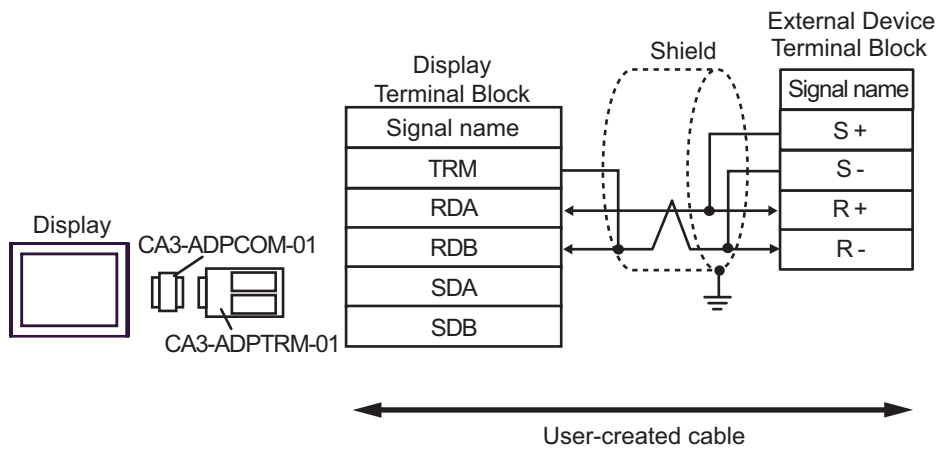 External Device
Terminal Block
Shield
Display
Terminal Block
Signal name
Signal name
S +
TRM
S -
RDA
R +
RDB
R -
SDA
SDB
Display
CA3-ADPCOM-01
CA3-ADPTRM-01
User-created cable